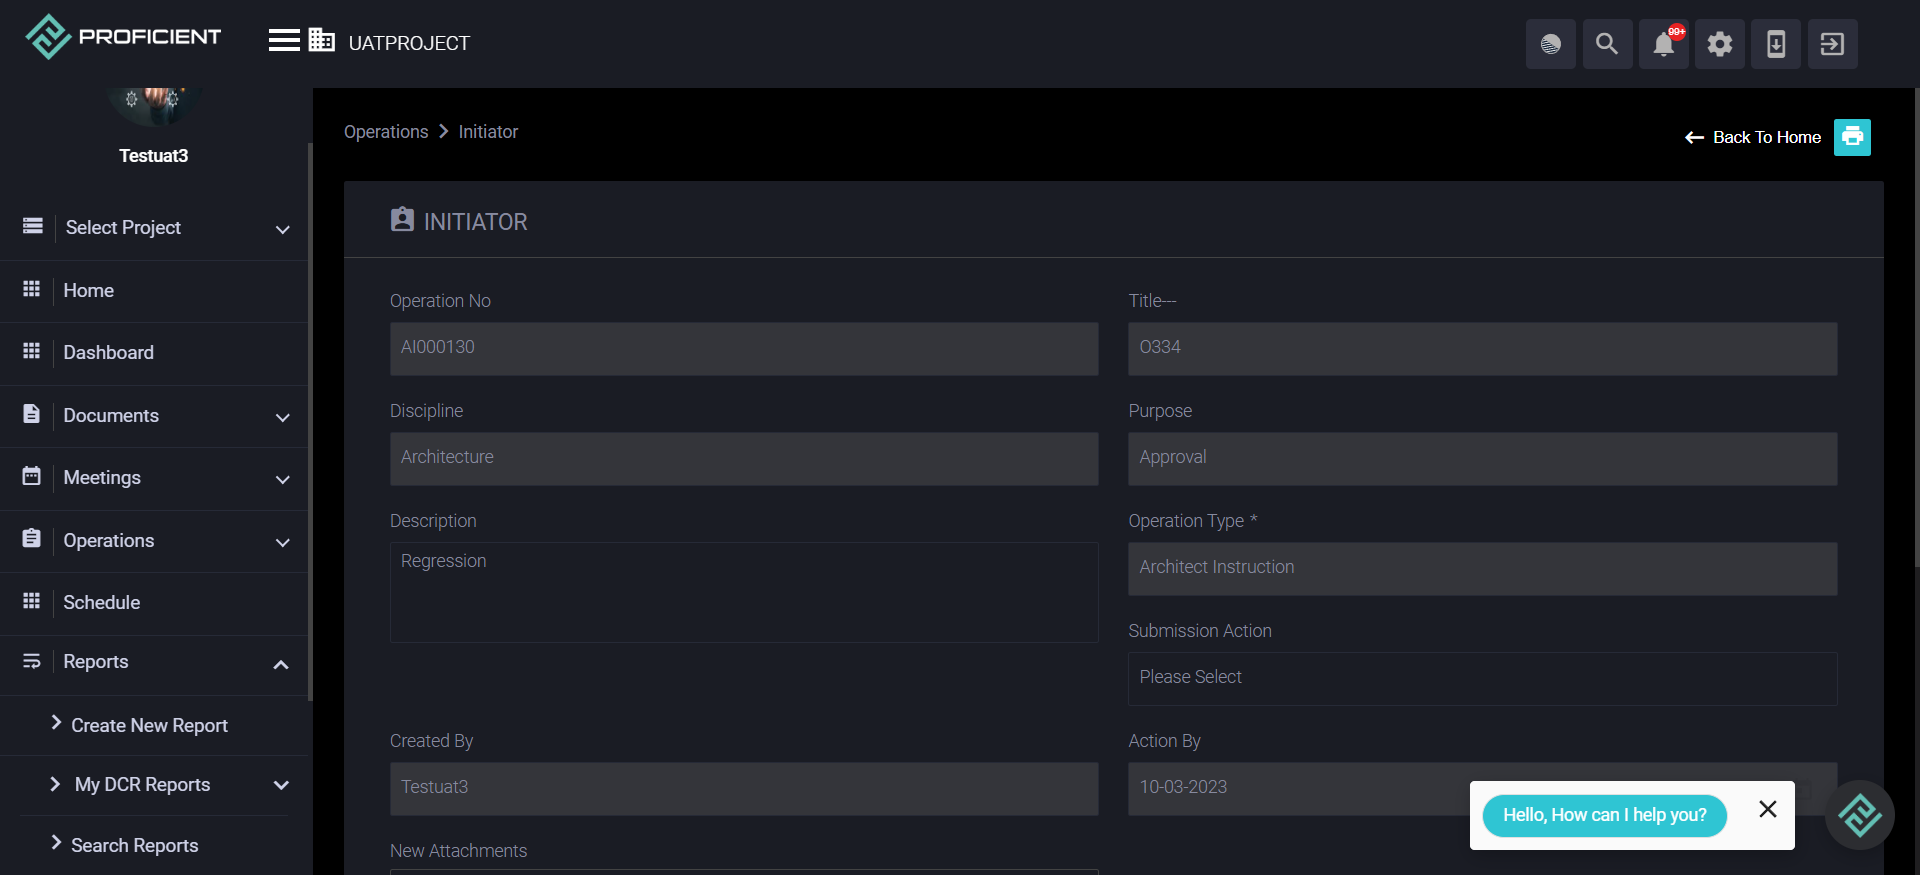 PROFICIENT
UATPROJECT
99+
Testuat3
Select Project
Home
Dashboard
Documents
Meetings
Operations
Schedule
Reports
Create New Report
My DCR Reports
Search Reports
Operations > Initiator
Back To Home
INITIATOR
Operation No
AI000130
Title---
O334
Discipline
Architecture
Purpose
Approval
Description
Regression
Operation Type *
Architect Instruction
Submission Action
Please Select
Created By
Testuat3
Action By
10-03-2023
New Attachments
Hello, How can I help you?